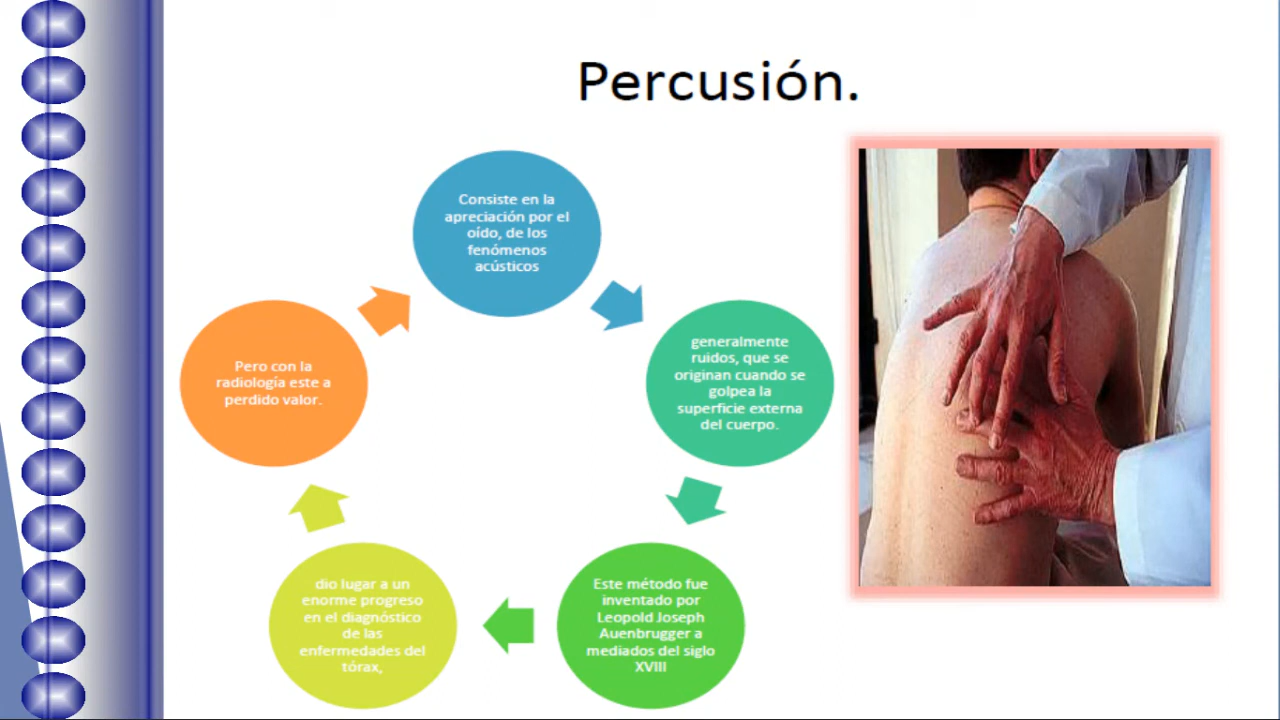 Percusión.
Consiste en la
apreciación por el
oído, de los
fenómenos
acústicos
generalmente
ruidos, que se
originan cuando se
golpea la
superficie externa
del cuerpo.
Este método fue
inventado por
Leopold Joseph
Auenbrugger a
mediados del siglo
XVIII
dio lugar a un
enorme progreso
en el diagnóstico
de las
enfermedades del
tórax,
Pero con la
radiología este a
perdido valor.